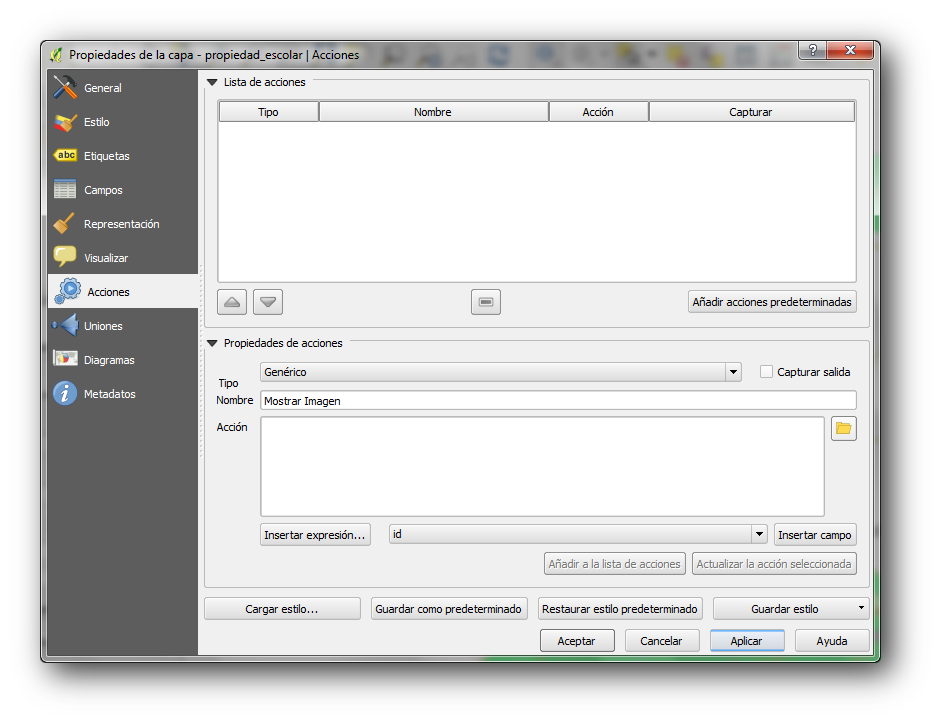 Propiedades de la capa - propiedad_escolar | Acciones
?
General
Estilo
abc Etiquetas
Campos
Representación
Visualizar
Acciones
Uniones
Diagramas
Metadatos
Lista de acciones
Tipo Nombre Acción Capturar
Añadir acciones predeterminadas
Propiedades de acciones
Tipo Genérico Capturar salida
Nombre Mostrar Imagen
Acción
Insertar expresión... id Insertar campo
Añadir a la lista de acciones Actualizar la acción seleccionada
Cargar estilo... Guardar como predeterminado Restaurar estilo predeterminado Guardar estilo
Aceptar Cancelar Aplicar Ayuda